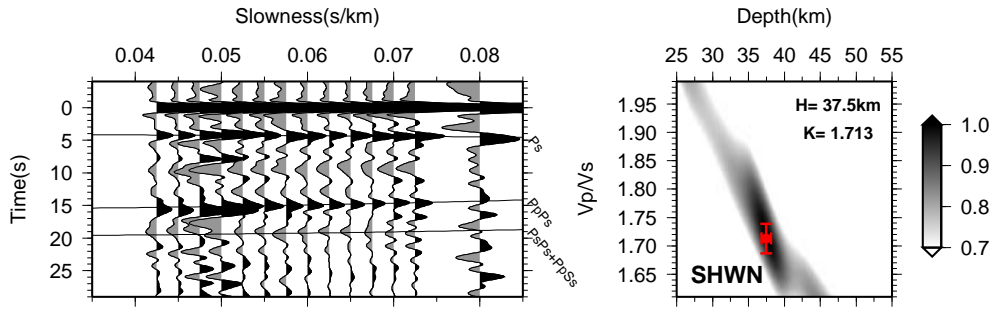 Slowness(s/km)
0.04 0.05 0.06 0.07 0.08
Time(s)
0
5
10
15
20
25
Ps
PpPs
PsPs+PpSs
Depth(km)
25 30 35 40 45 50 55
Vp/Vs
1.95
1.90
1.85
1.80
1.75
1.70
1.65
H= 37.5km
K= 1.713
SHWN
1.0
0.9
0.8
0.7